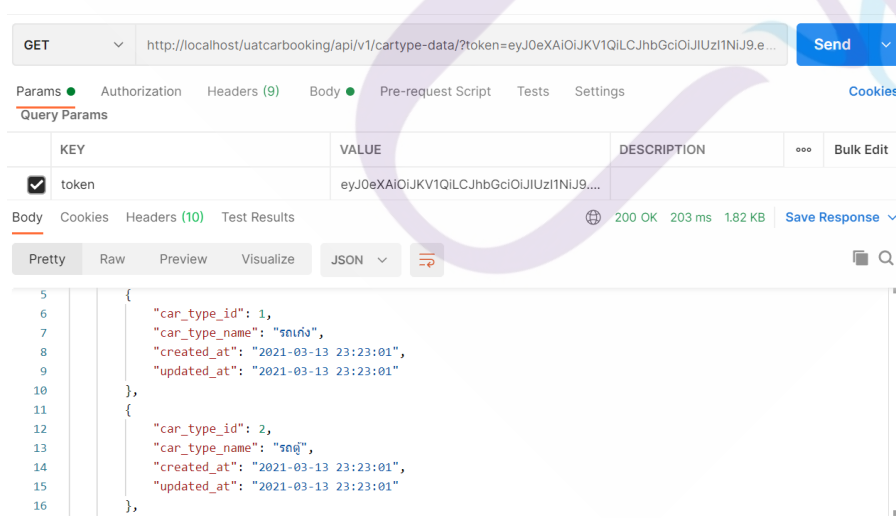 GET http://localhost/uatcarbooking/api/v1/cartype-data/?token=eyJ0eXAiOiJKV1QiLCJhbGciOiJIUzI1NiJ9.e... Send
Params Authorization Headers (9) Body Pre-request Script Tests Settings Cookies
Query Params
KEY VALUE DESCRIPTION ooo Bulk Edit
token eyJ0eXAiOiJKV1QiLCJhbGciOiJIUzI1NiJ9....
Body Cookies Headers (10) Test Results 200 OK 203 ms 1.82 KB Save Response
Pretty Raw Preview Visualize JSON
5 {
6 "car_type_id": 1,
7 "car_type_name": "รถเก๋ง",
8 "created_at": "2021-03-13 23:23:01",
9 "updated_at": "2021-03-13 23:23:01"
10 },
11 {
12 "car_type_id": 2,
13 "car_type_name": "รถตู้",
14 "created_at": "2021-03-13 23:23:01",
15 "updated_at": "2021-03-13 23:23:01"
16 },